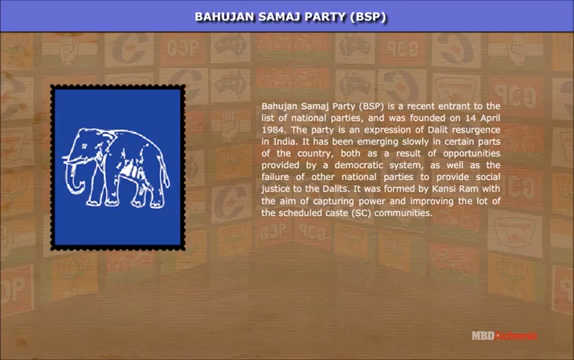 BAHUJAN SAMAJ PARTY (BSP)
Bahujan Samaj Party (BSP) is a recent entrant to the
list of national parties, and was founded on 14 April
1984. The party is an expression of Dalit resurgence
in India. It has been emerging slowly in certain parts
of the country, both as a result of opportunities
provided by a democratic system, as well as the
failure of other national parties to provide social
justice to the Dalits. It was formed by Kansi Ram with
the aim of capturing power and improving the lot of
the scheduled caste (SC) communities.
MBD